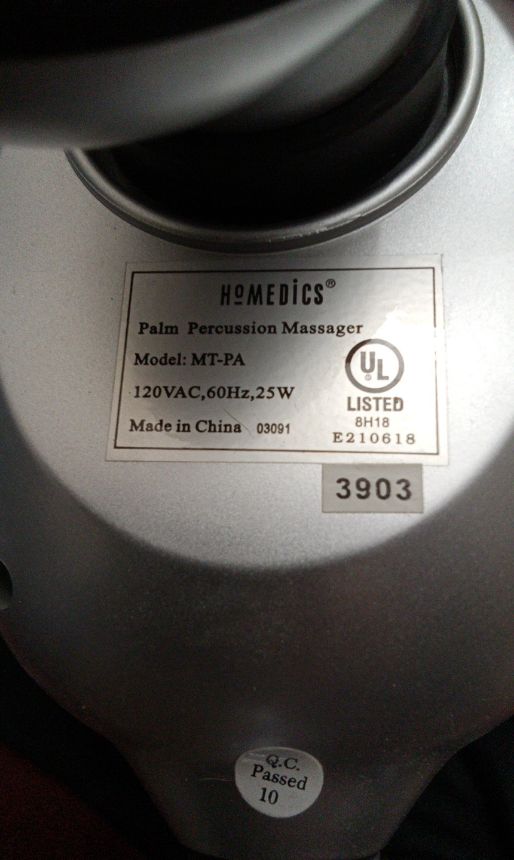 HoMEDiCS®
Palm Percussion Massager
Model: MT-PA
120VAC,60Hz,25W
Made in China 03091
UL
®
LISTED
8H18
E210618
3903
Q.C.
Passed
10